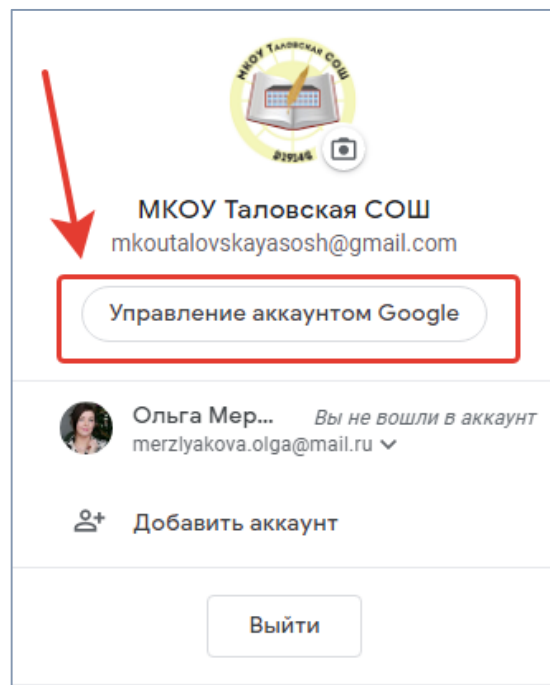 МКОУ Таловская СОШ
МКОУ Таловская СОШ
mkoutalovskayasosh@gmail.com
Управление аккаунтом Google
Ольга Мер... Вы не вошли в аккаунт
merzlyakova.olga@mail.ru
Добавить аккаунт
Выйти